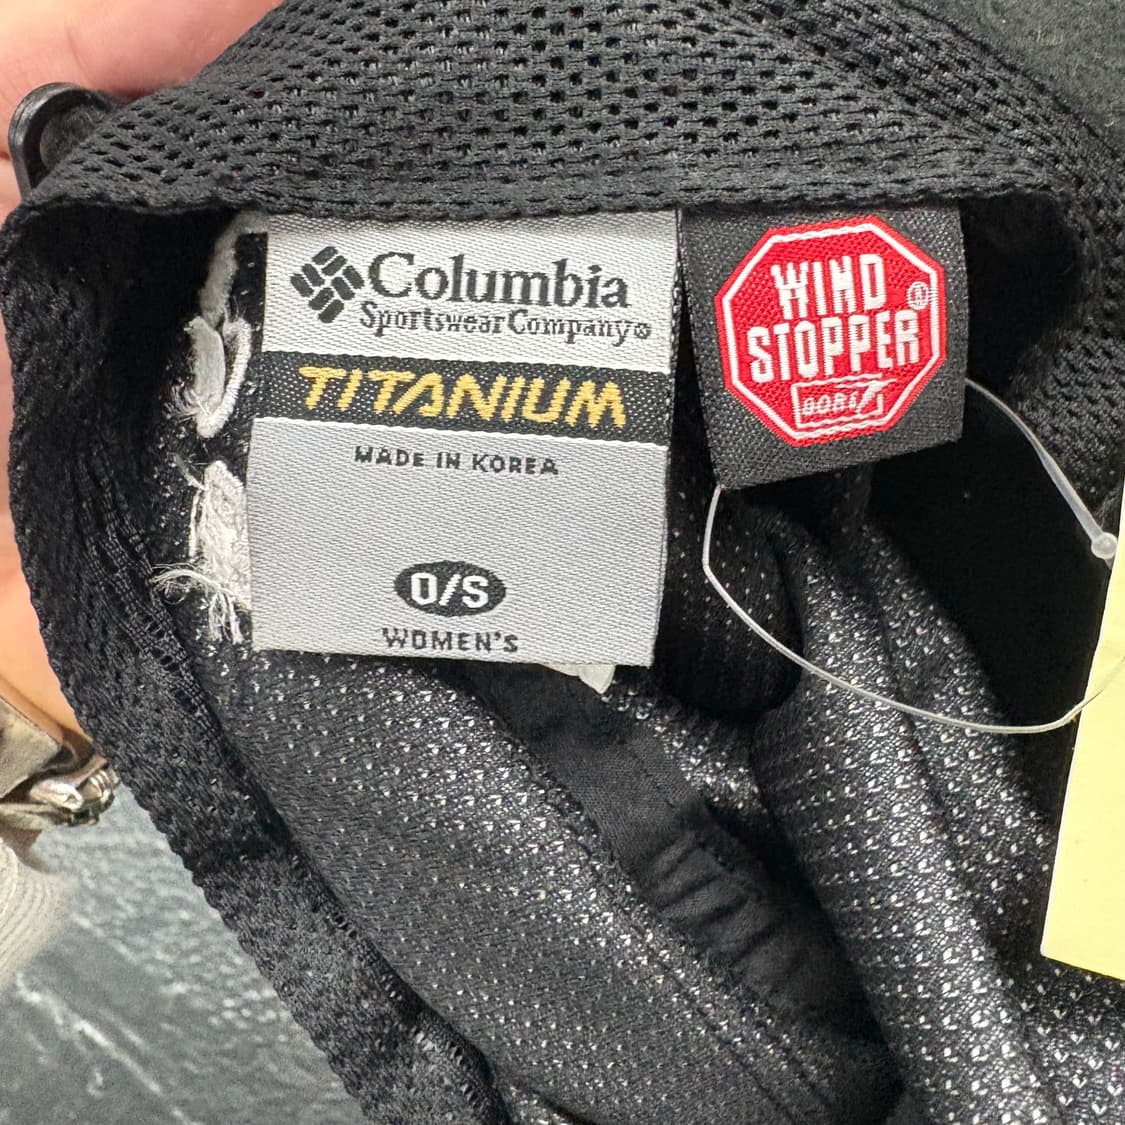 Columbia
Sportswear Company®
TITANIUM
MADE IN KOREA
O/S
WOMEN'S
WIND
STOPPER®
GORE